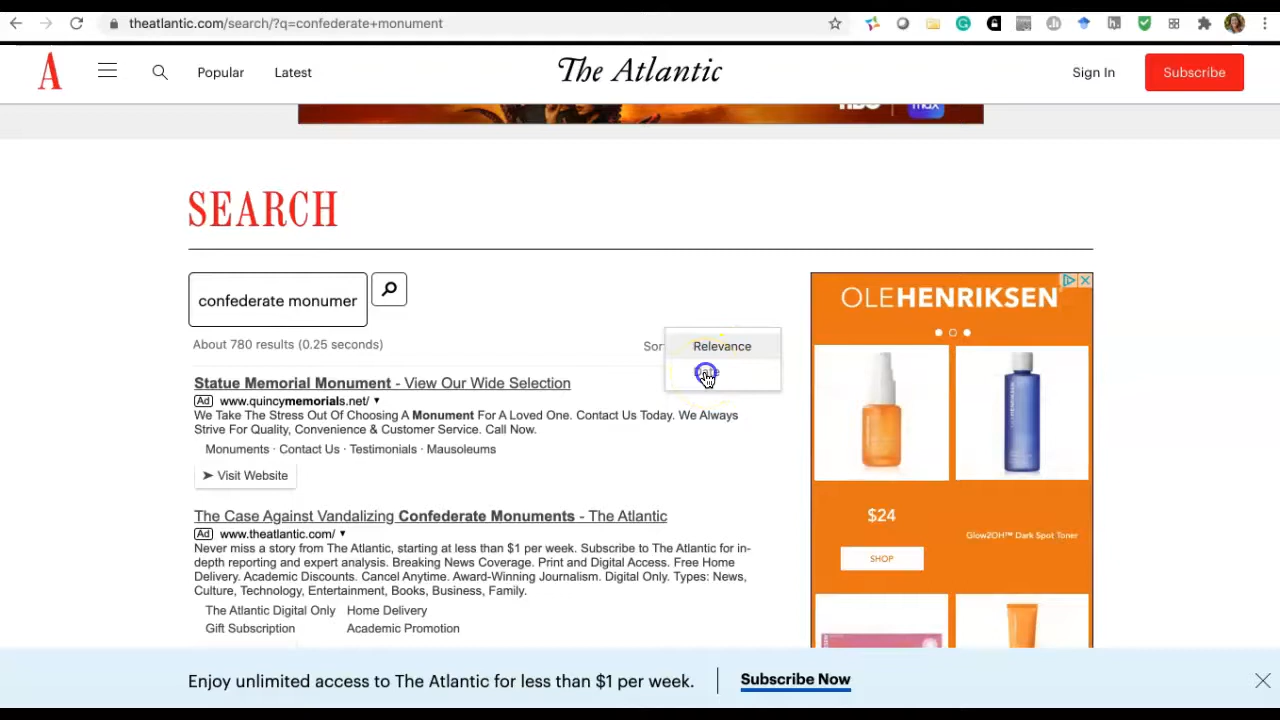 theatlantic.com/search/?q=confederate+monument
A
Popular
Latest
The Atlantic
Sign In
Subscribe
HBO
max
SEARCH
confederate monumer
About 780 results (0.25 seconds)
Sor
Relevance
Date
Statue Memorial Monument - View Our Wide Selection
Ad www.quincymemorials.net/
We Take The Stress Out Of Choosing A Monument For A Loved One. Contact Us Today. We Always
Strive For Quality, Convenience & Customer Service. Call Now.
Monuments · Contact Us · Testimonials · Mausoleums
Visit Website
The Case Against Vandalizing Confederate Monuments - The Atlantic
Ad www.theatlantic.com/
Never miss a story from The Atlantic, starting at less than $1 per week. Subscribe to The Atlantic for in-
depth reporting and expert analysis. Breaking News Coverage. Print and Digital Access. Free Home
Delivery. Academic Discounts. Cancel Anytime. Award-Winning Journalism. Digital Only. Types: News,
Culture, Technology, Entertainment, Books, Business, Family.
The Atlantic Digital Only Home Delivery
Gift Subscription Academic Promotion
OLEHENRIKSEN
$24
SHOP
Glow2OH™ Dark Spot Toner
Enjoy unlimited access to The Atlantic for less than $1 per week.
Subscribe Now